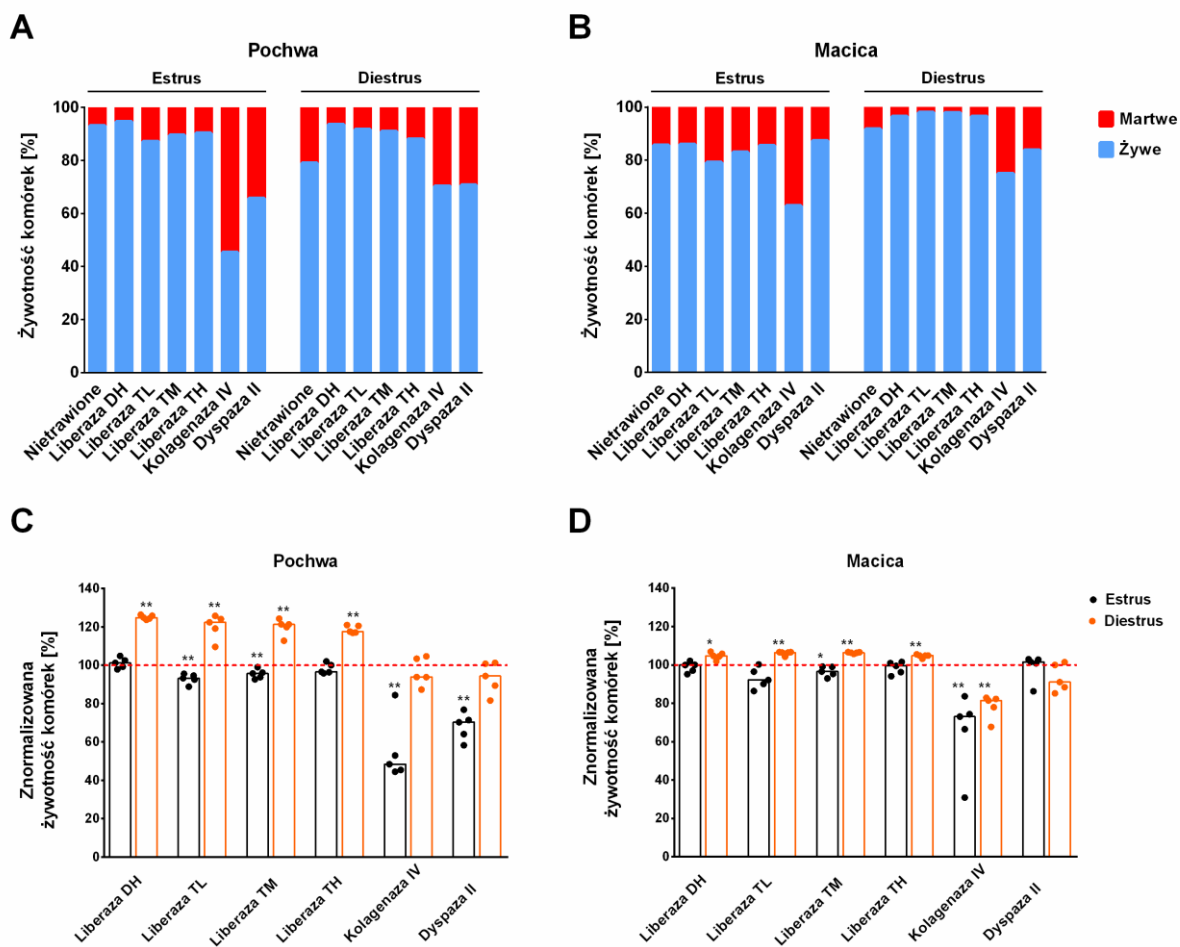 A
Pochwa
Estrus
Diestrus
Żywotność komórek [%]
100
80
60
40
20
0
Nietrawione
Liberaza DH
Liberaza TL
Liberaza TM
Liberaza TH
Kolagenaza IV
Dyspaza II
Nietrawione
Liberaza DH
Liberaza TL
Liberaza TM
Liberaza TH
Kolagenaza IV
Dyspaza II
B
Macica
Estrus
Diestrus
Żywotność komórek [%]
100
80
60
40
20
0
Nietrawione
Liberaza DH
Liberaza TL
Liberaza TM
Liberaza TH
Kolagenaza IV
Dyspaza II
Nietrawione
Liberaza DH
Liberaza TL
Liberaza TM
Liberaza TH
Kolagenaza IV
Dyspaza II
Martwe
Żywe
C
Pochwa
Znormalizowana
żywotność komórek [%]
140
120
100
80
60
40
20
0
**
**
**
**
**
**
**
**
Liberaza DH
Liberaza TL
Liberaza TM
Liberaza TH
Kolagenaza IV
Dyspaza II
D
Macica
Znormalizowana
żywotność komórek [%]
140
120
100
80
60
40
20
0
*
**
*
**
**
**
**
Liberaza DH
Liberaza TL
Liberaza TM
Liberaza TH
Kolagenaza IV
Dyspaza II
Estrus
Diestrus